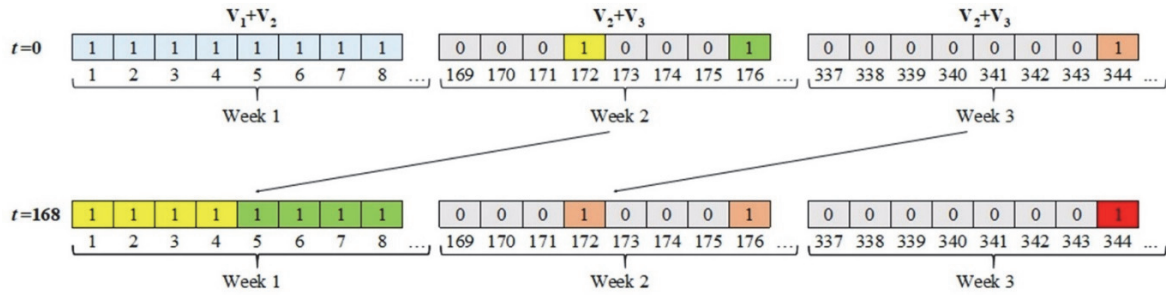 V₁+V₂ V₂+V₃ V₂+V₃
t=0 1 1 1 1 1 1 1 1 0 0 0 1 0 0 0 1 0 0 0 0 0 0 0 1
1 2 3 4 5 6 7 8 ... 169 170 171 172 173 174 175 176 ... 337 338 339 340 341 342 343 344 ...
Week 1 Week 2 Week 3
t=168 1 1 1 1 1 1 1 1 0 0 0 1 0 0 0 1 0 0 0 0 0 0 0 1
1 2 3 4 5 6 7 8 ... 169 170 171 172 173 174 175 176 ... 337 338 339 340 341 342 343 344 ...
Week 1 Week 2 Week 3